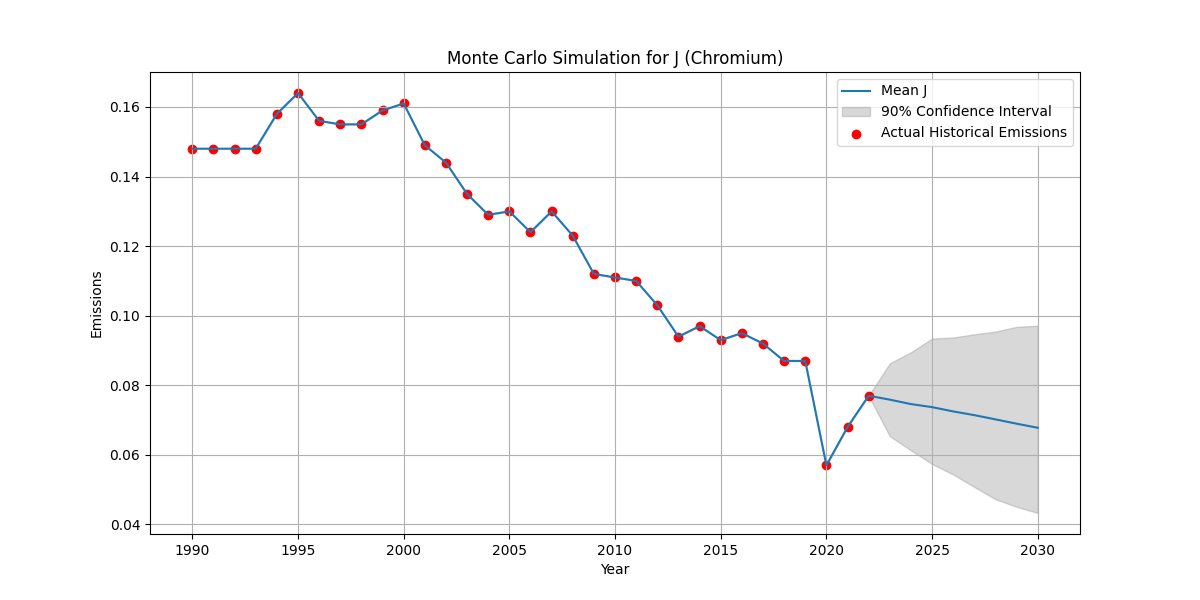 Monte Carlo Simulation for J (Chromium)
Mean J
90% Confidence Interval
Actual Historical Emissions
Emissions
0.16
0.14
0.12
0.10
0.08
0.06
0.04
1990 1995 2000 2005 2010 2015 2020 2025 2030
Year